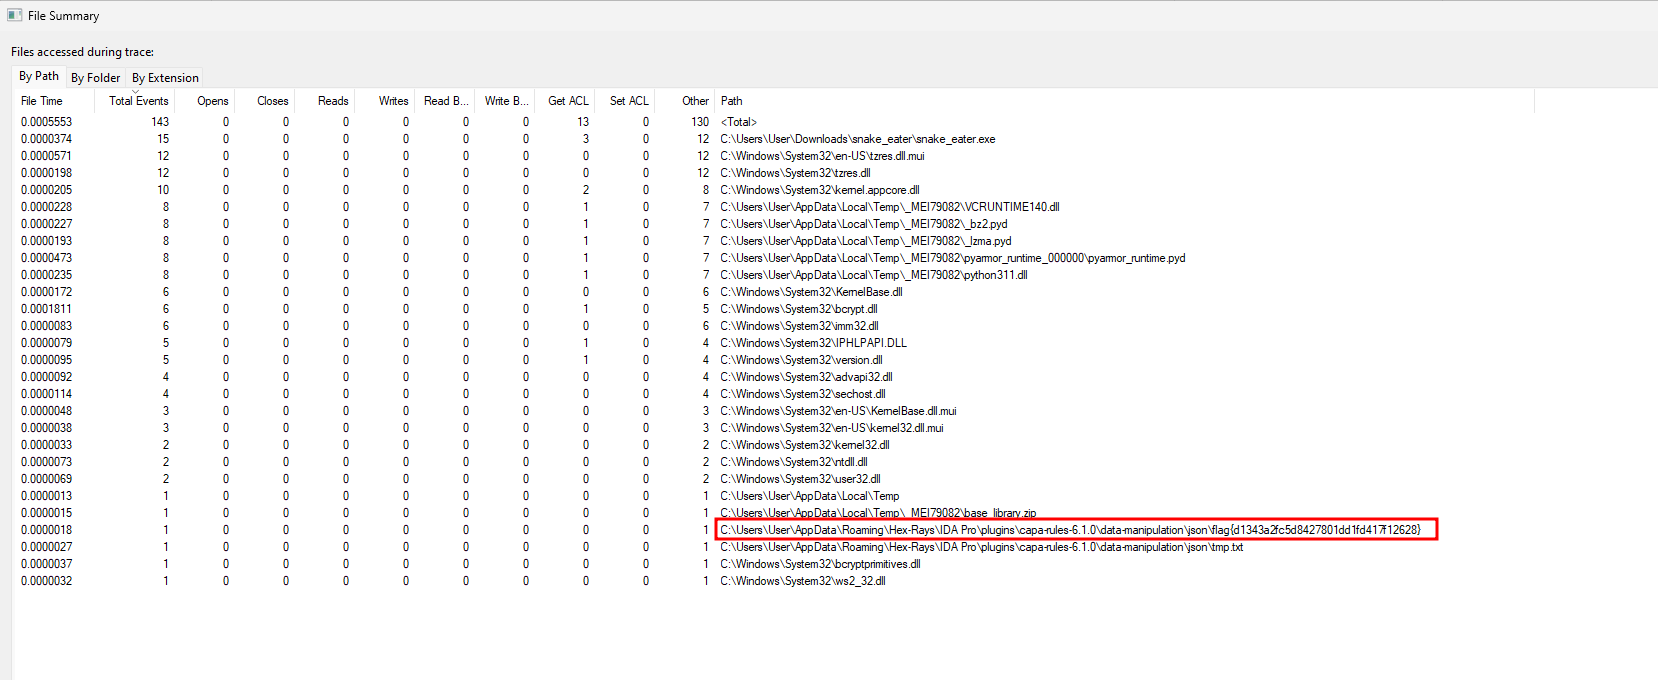 File Summary
Files accessed during trace:
By Path By Folder By Extension
File Time Total Events Opens Closes Reads Writes Read B... Write B... Get ACL Set ACL Other Path
0.0005553 143 0 0 0 0 0 0 13 0 130 <Total>
0.0000374 15 0 0 0 0 0 0 3 0 12 C:\Users\User\Downloads\snake_eater\snake_eater.exe
0.0000571 12 0 0 0 0 0 0 0 0 12 C:\Windows\System32\en-US\tzres.dll.mui
0.0000198 12 0 0 0 0 0 0 0 0 12 C:\Windows\System32\tzres.dll
0.0000205 10 0 0 0 0 0 0 2 0 8 C:\Windows\System32\kernel.appcore.dll
0.0000228 8 0 0 0 0 0 0 1 0 7 C:\Users\User\AppData\Local\Temp\_MEI79082\VCRUNTIME140.dll
0.0000227 8 0 0 0 0 0 0 1 0 7 C:\Users\User\AppData\Local\Temp\_MEI79082\_bz2.pyd
0.0000193 8 0 0 0 0 0 0 1 0 7 C:\Users\User\AppData\Local\Temp\_MEI79082\_lzma.pyd
0.0000473 8 0 0 0 0 0 0 1 0 7 C:\Users\User\AppData\Local\Temp\_MEI79082\pyarmor_runtime_000000\pyarmor_runtime.pyd
0.0000235 8 0 0 0 0 0 0 1 0 7 C:\Users\User\AppData\Local\Temp\_MEI79082\python311.dll
0.0000172 6 0 0 0 0 0 0 0 0 6 C:\Windows\System32\KernelBase.dll
0.0001811 6 0 0 0 0 0 0 1 0 5 C:\Windows\System32\bcrypt.dll
0.0000083 6 0 0 0 0 0 0 0 0 6 C:\Windows\System32\imm32.dll
0.0000079 5 0 0 0 0 0 0 1 0 4 C:\Windows\System32\IPHLPAPI.DLL
0.0000095 5 0 0 0 0 0 0 1 0 4 C:\Windows\System32\version.dll
0.0000092 4 0 0 0 0 0 0 0 0 4 C:\Windows\System32\advapi32.dll
0.0000114 4 0 0 0 0 0 0 0 0 4 C:\Windows\System32\sechost.dll
0.0000048 3 0 0 0 0 0 0 0 0 3 C:\Windows\System32\en-US\KernelBase.dll.mui
0.0000038 3 0 0 0 0 0 0 0 0 3 C:\Windows\System32\en-US\kernel32.dll.mui
0.0000033 2 0 0 0 0 0 0 0 0 2 C:\Windows\System32\kernel32.dll
0.0000073 2 0 0 0 0 0 0 0 0 2 C:\Windows\System32\ntdll.dll
0.0000069 2 0 0 0 0 0 0 0 0 2 C:\Windows\System32\user32.dll
0.0000013 1 0 0 0 0 0 0 0 0 1 C:\Users\User\AppData\Local\Temp
0.0000015 1 0 0 0 0 0 0 0 0 1 C:\Users\User\AppData\Local\Temp\_MEI79082\base_library.zip
0.0000018 1 0 0 0 0 0 0 0 0 1 C:\Users\User\AppData\Roaming\Hex-Rays\IDA Pro\plugins\capa-rules-6.1.0\data-manipulation\json\flag{d1343a2fc5d8427801dd1fd417f12628}
0.0000027 1 0 0 0 0 0 0 0 0 1 C:\Users\User\AppData\Roaming\Hex-Rays\IDA Pro\plugins\capa-rules-6.1.0\data-manipulation\json\tmp.txt
0.0000037 1 0 0 0 0 0 0 0 0 1 C:\Windows\System32\bcryptprimitives.dll
0.0000032 1 0 0 0 0 0 0 0 0 1 C:\Windows\System32\ws2_32.dll